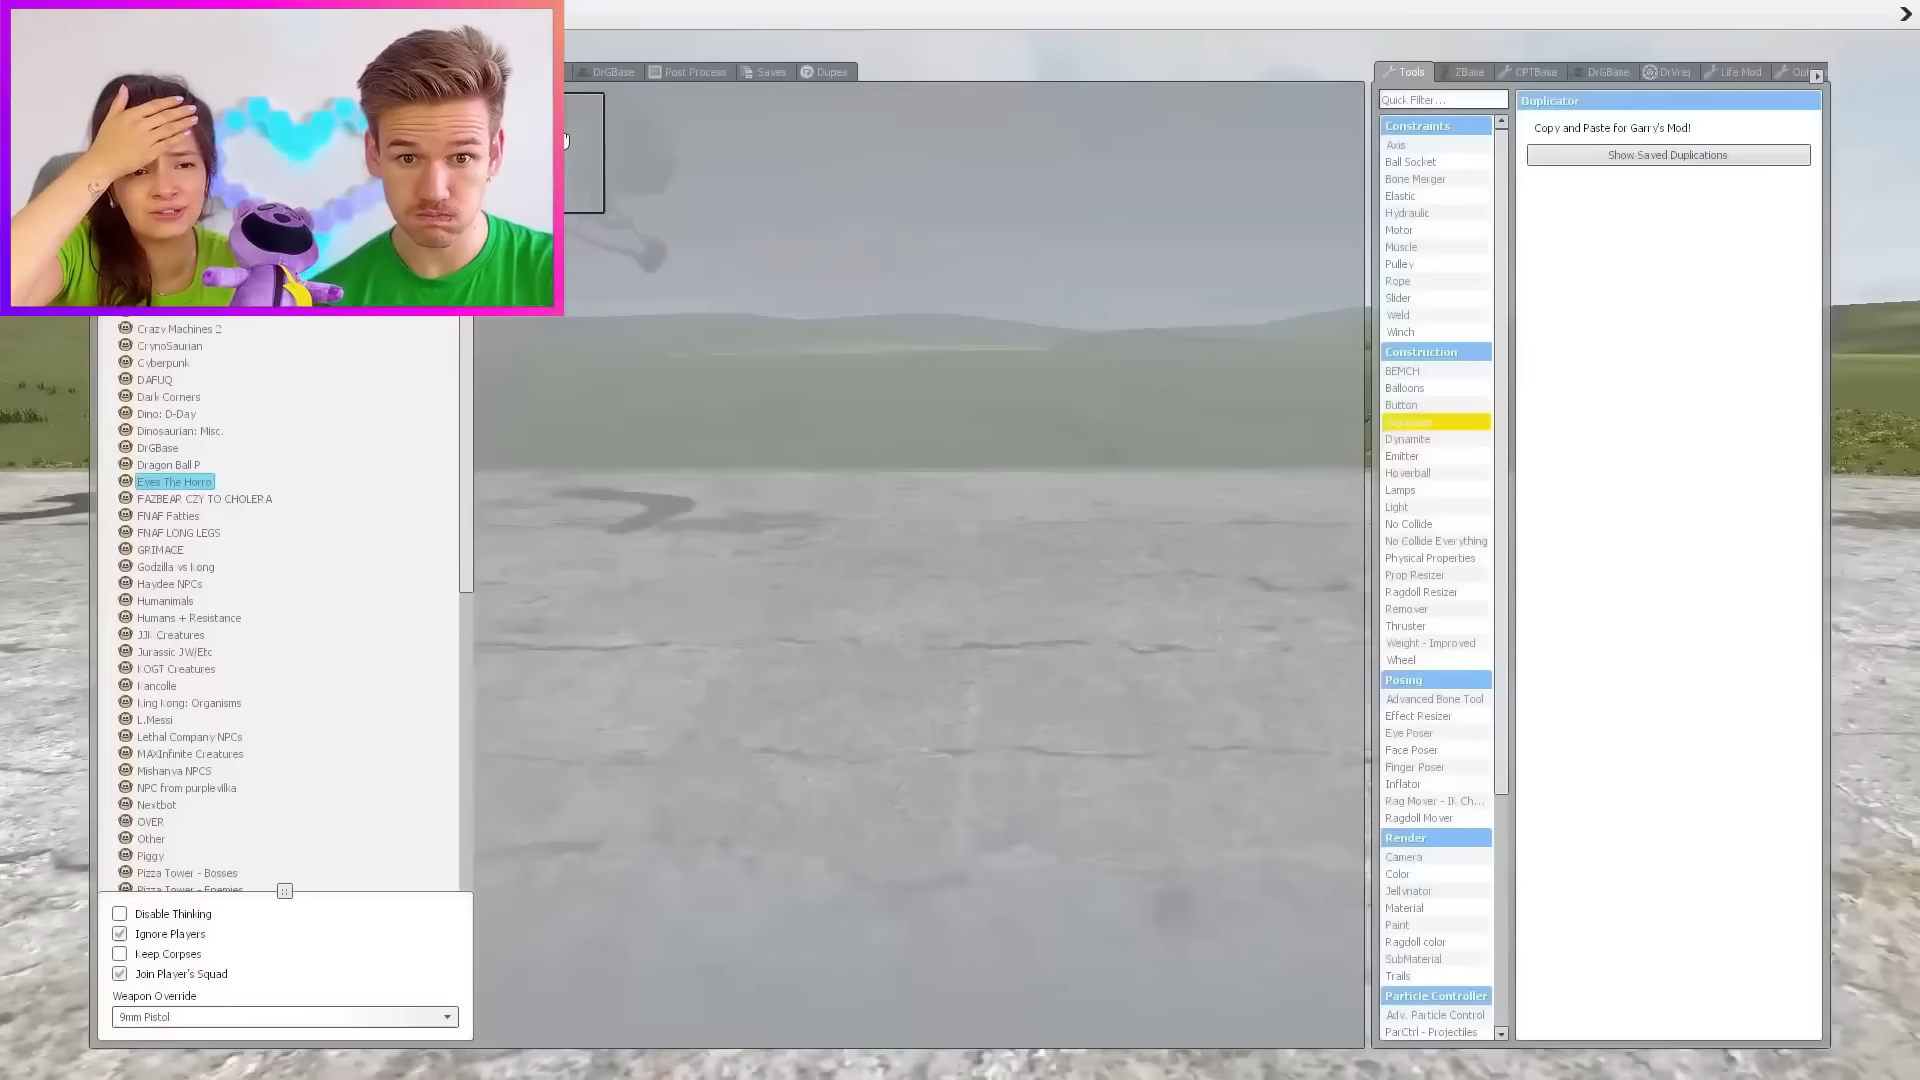 DrGBase
Post Process
Saves
Dupes
Tools
ZBase
CPTBase
DrGBase
DrVrej
Life Mod
Quick Filter...
Constraints
Axis
Ball Socket
Bone Merger
Elastic
Hydraulic
Motor
Muscle
Pulley
Rope
Slider
Weld
Winch
Construction
BEMCH
Balloons
Button
Dynamite
Emitter
Hoverball
Lamps
Light
No Collide
No Collide Everything
Physical Properties
Prop Resizer
Ragdoll Resizer
Remover
Thruster
Weight - Improved
Wheel
Posing
Advanced Bone Tool
Effect Resizer
Eye Poser
Face Poser
Finger Poser
Inflator
Rag Mover - IK Ch...
Ragdoll Mover
Render
Camera
Color
Jellynator
Material
Paint
Ragdoll color
SubMaterial
Trails
Particle Controller
Adv. Particle Control
ParCtrl - Projectiles
Duplicator
Copy and Paste for Garry's Mod!
Show Saved Duplications
Crazy Machines 2
CrynoSaurian
Cyberpunk
DAFUQ
Dark Corners
Dino: D-Day
Dinosaurian: Misc.
DrGBase
Dragon Ball P
Eyes The Horro
FAZBEAR CZY TO CHOLERA
FNAF Fatties
FNAF LONG LEGS
GRIMACE
Godzilla vs Kong
Haydee NPCs
Humanimals
Humans + Resistance
JJK Creatures
Jurassic JW/Etc
KOGT Creatures
Kancolle
King Kong: Organisms
L.Messi
Lethal Company NPCs
MAXInfinite Creatures
Mishanya NPCS
NPC from purplevilka
Nextbot
OVER
Other
Piggy
Pizza Tower - Bosses
Pizza Tower - Enemies
Disable Thinking
Ignore Players
Keep Corpses
Join Player's Squad
Weapon Override
9mm Pistol